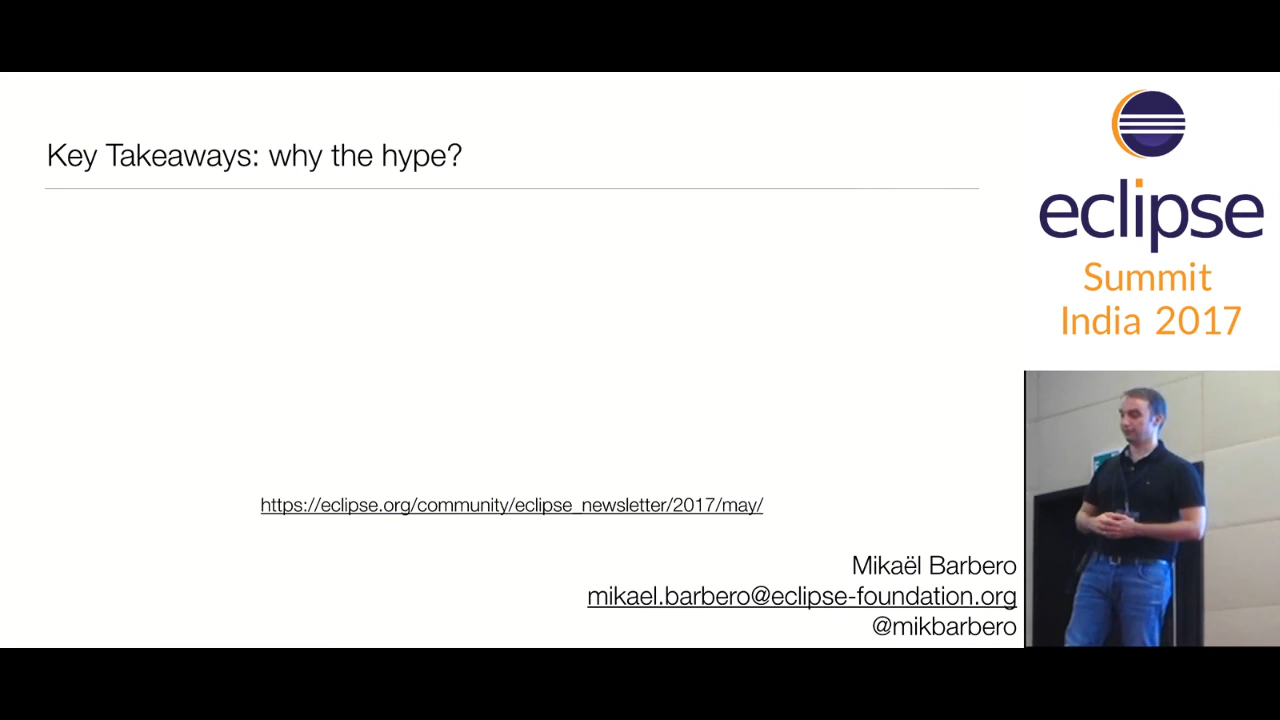 Key Takeaways: why the hype?
https://eclipse.org/community/eclipse_newsletter/2017/may/
Mikaël Barbero
mikael.barbero@eclipse-foundation.org
@mikbarbero
eclipse
Summit
India 2017